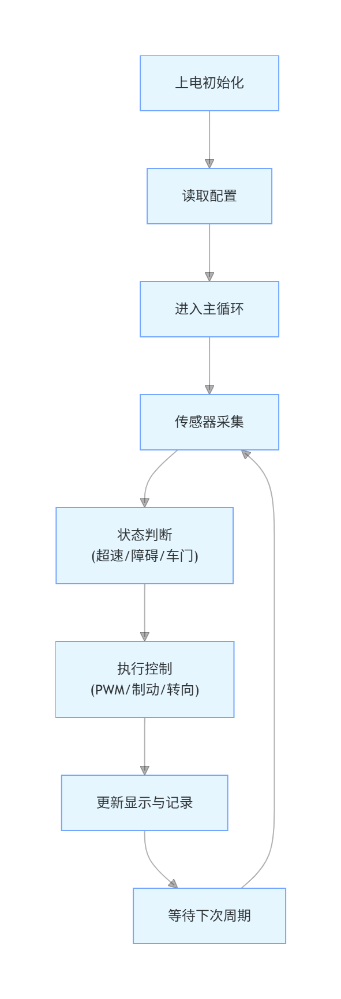 上电初始化
读取配置
进入主循环
传感器采集
状态判断
(超速/障碍/车门)
执行控制
(PWM/制动/转向)
更新显示与记录
等待下次周期